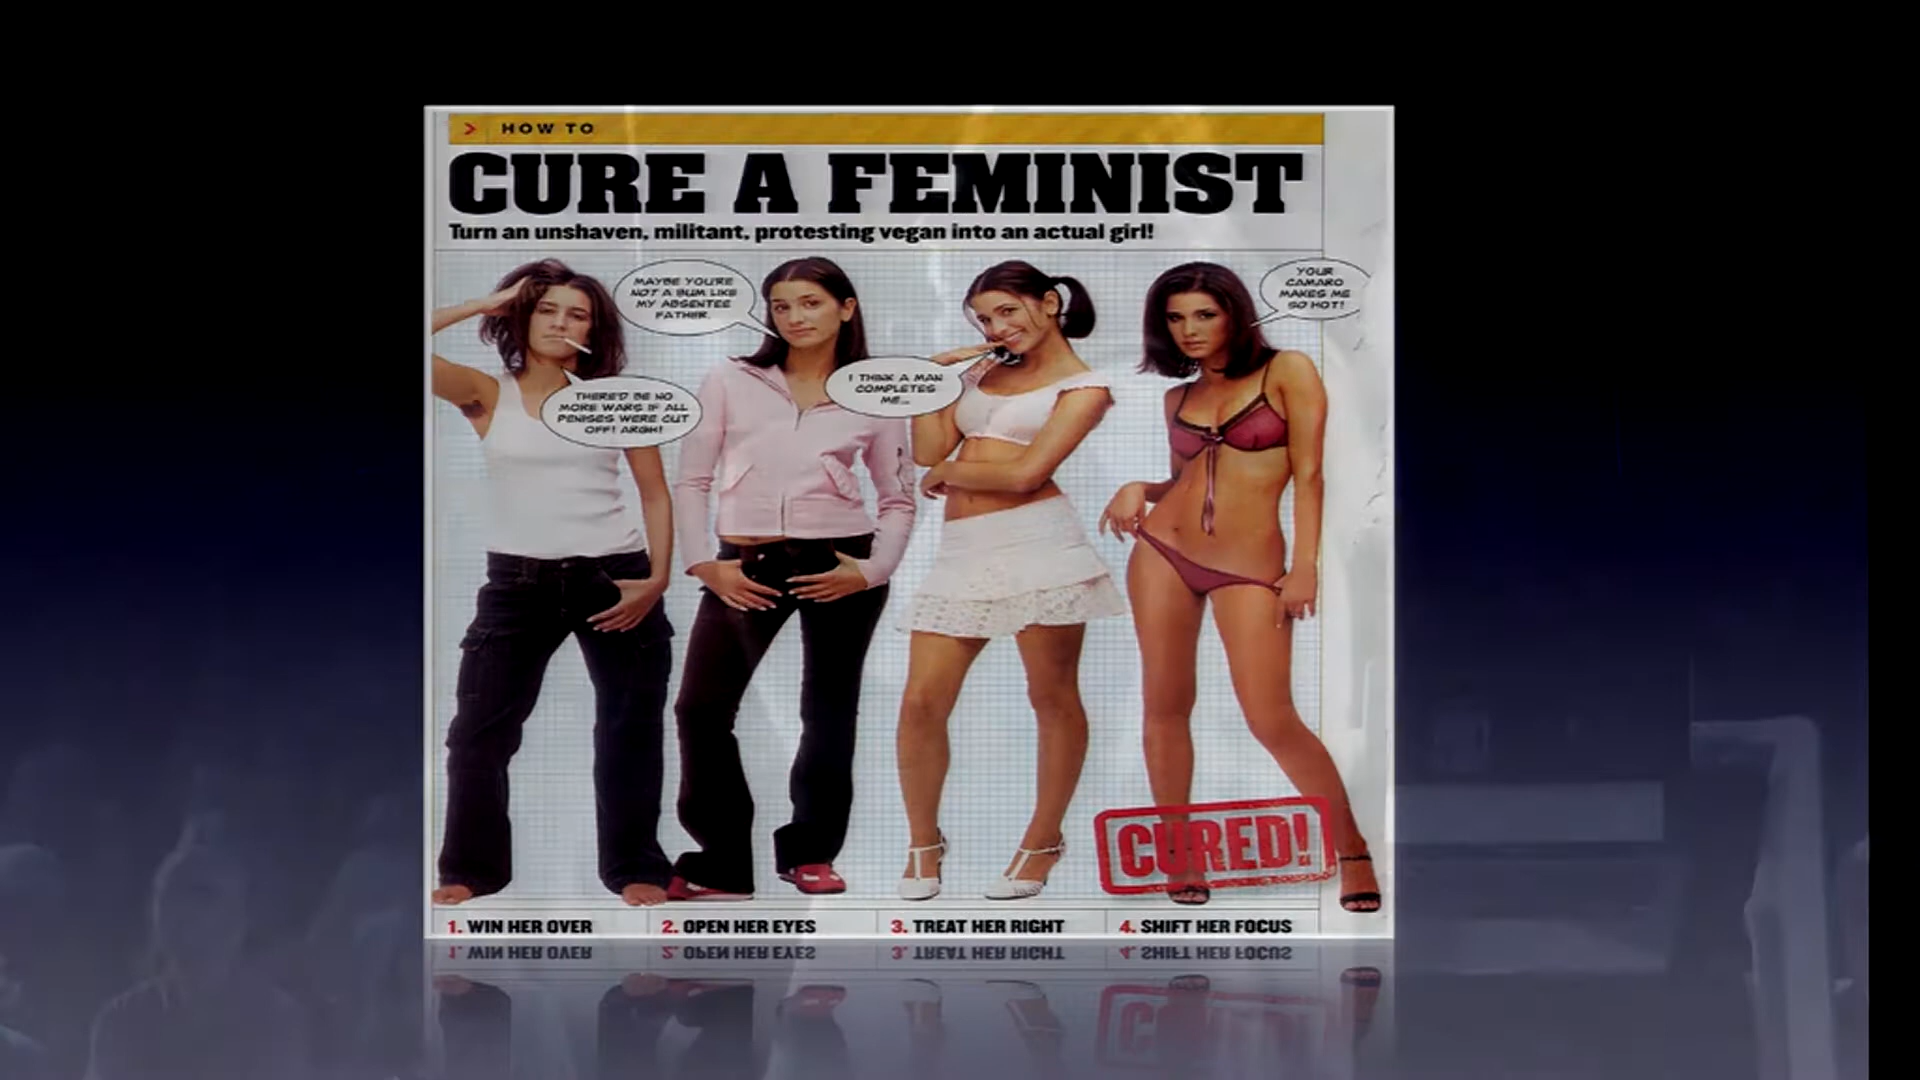 > HOW TO
CURE A FEMINIST
Turn an unshaven, militant, protesting vegan into an actual girl!
THERE'D BE NO
MORE WARS IF ALL
PENISES WERE CUT
OFF! ARGH!
MAYBE YOU'RE
NOT A BUM LIKE
MY ABSENTEE
FATHER.
I THINK A MAN
COMPLETES
ME...
YOUR
CAMARO
MAKES ME
SO HOT!
CURED!
1. WIN HER OVER
2. OPEN HER EYES
3. TREAT HER RIGHT
4. SHIFT HER FOCUS